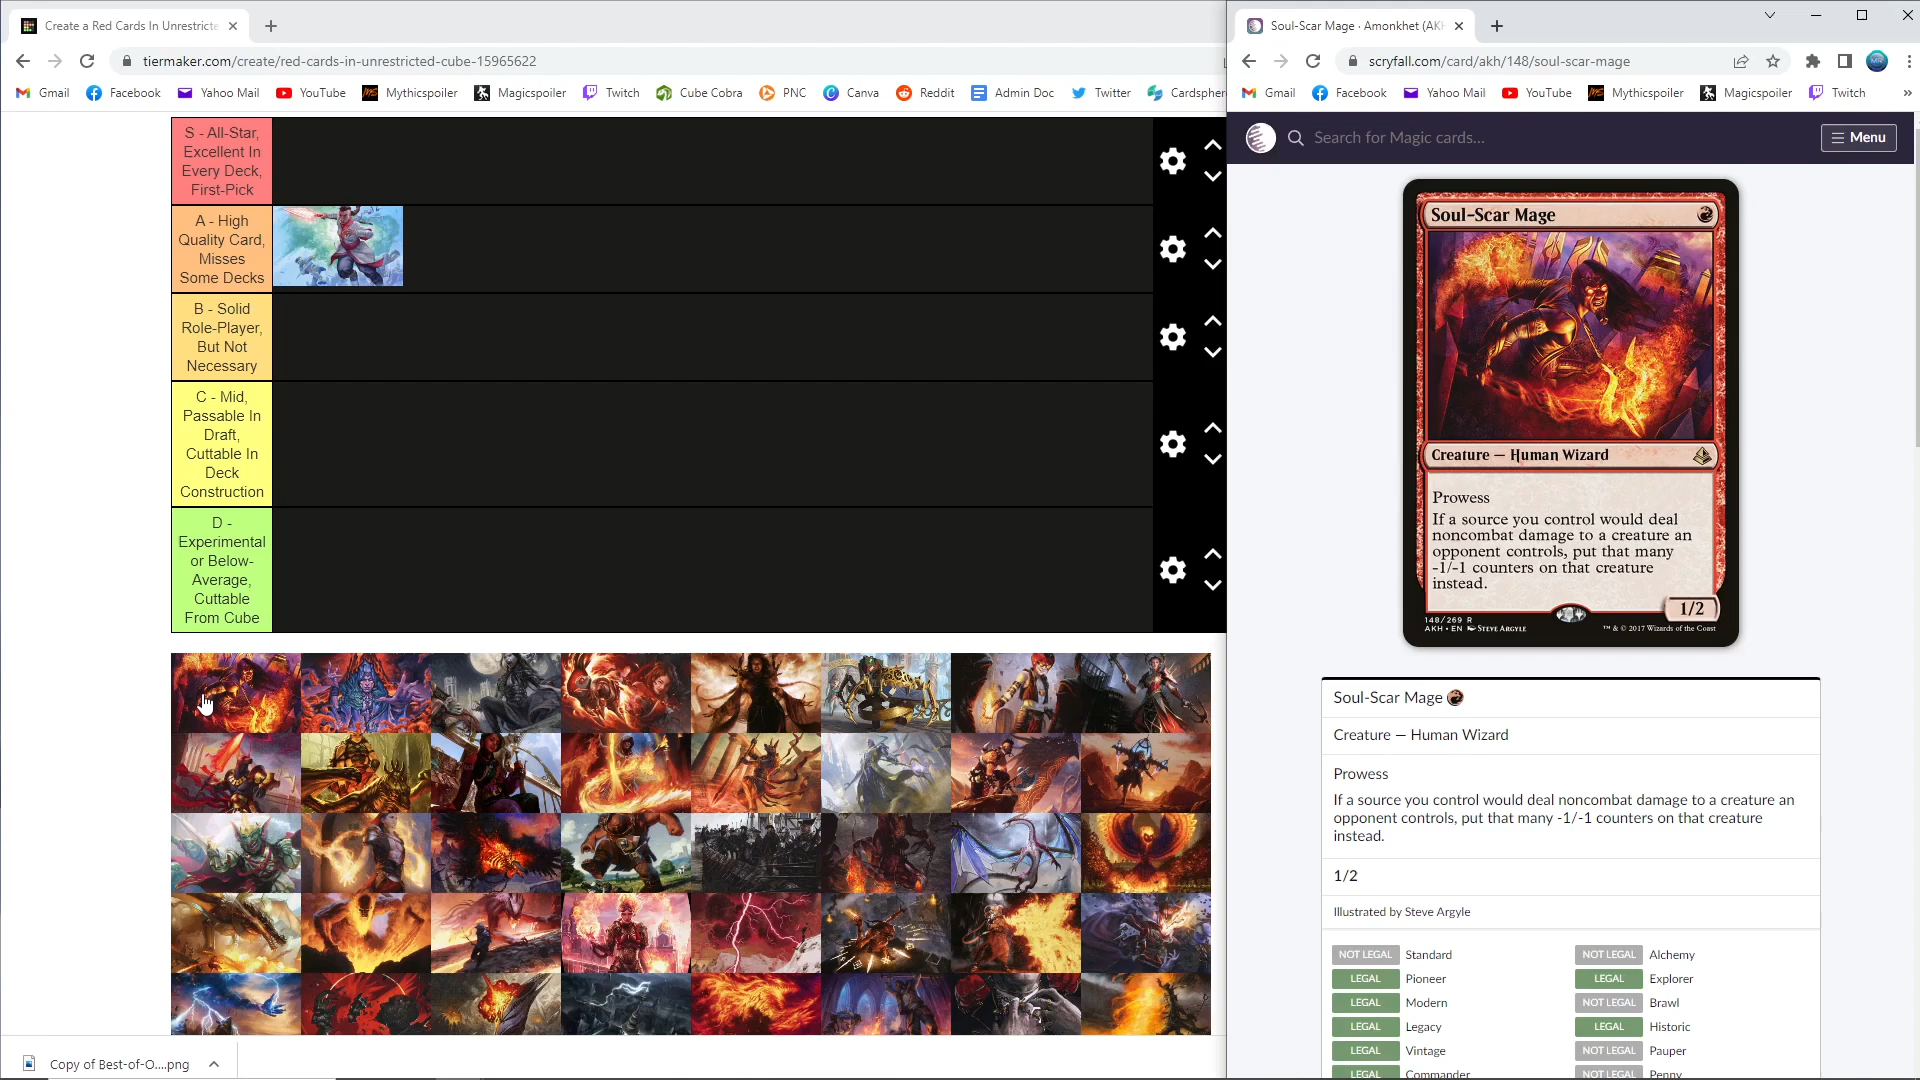 Create a Red Cards In Unrestricte
tiermaker.com/create/red-cards-in-unrestricted-cube-15965622
Gmail Facebook Yahoo Mail YouTube Mythicspoiler Magicspoiler Twitch Cube Cobra PNC Canva Reddit Admin Doc Twitter Cardspher
S - All-Star,
Excellent In
Every Deck,
First-Pick
A - High
Quality Card,
Misses
Some Decks
B - Solid
Role-Player,
But Not
Necessary
C - Mid,
Passable In
Draft,
Cuttable In
Deck
Construction
D -
Experimental
or Below-
Average,
Cuttable
From Cube
Copy of Best-of-O....png
Soul-Scar Mage · Amonkhet (AKH
scryfall.com/card/akh/148/soul-scar-mage
Gmail Facebook Yahoo Mail YouTube Mythicspoiler Magicspoiler Twitch »
Search for Magic cards...
Menu
Soul-Scar Mage
Creature — Human Wizard
Prowess
If a source you control would deal
noncombat damage to a creature an
opponent controls, put that many
-1/-1 counters on that creature
instead.
1/2
148/269 R
AKH • EN STEVE ARGYLE
™ & © 2017 Wizards of the Coast
Soul-Scar Mage
Creature — Human Wizard
Prowess
If a source you control would deal noncombat damage to a creature an
opponent controls, put that many -1/-1 counters on that creature
instead.
1/2
Illustrated by Steve Argyle
NOT LEGAL Standard NOT LEGAL Alchemy
LEGAL Pioneer LEGAL Explorer
LEGAL Modern NOT LEGAL Brawl
LEGAL Legacy LEGAL Historic
LEGAL Vintage NOT LEGAL Pauper
LEGAL Commander NOT LEGAL Penny